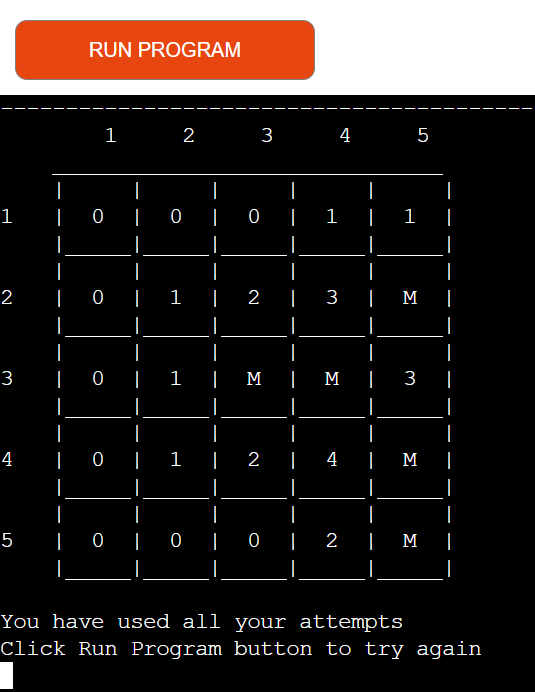 RUN PROGRAM
-----------------------------------------
1 2 3 4 5
1 | 0 | 0 | 0 | 1 | 1 |
2 | 0 | 1 | 2 | 3 | M |
3 | 0 | 1 | M | M | 3 |
4 | 0 | 1 | 2 | 4 | M |
5 | 0 | 0 | 0 | 2 | M |
You have used all your attempts
Click Run Program button to try again